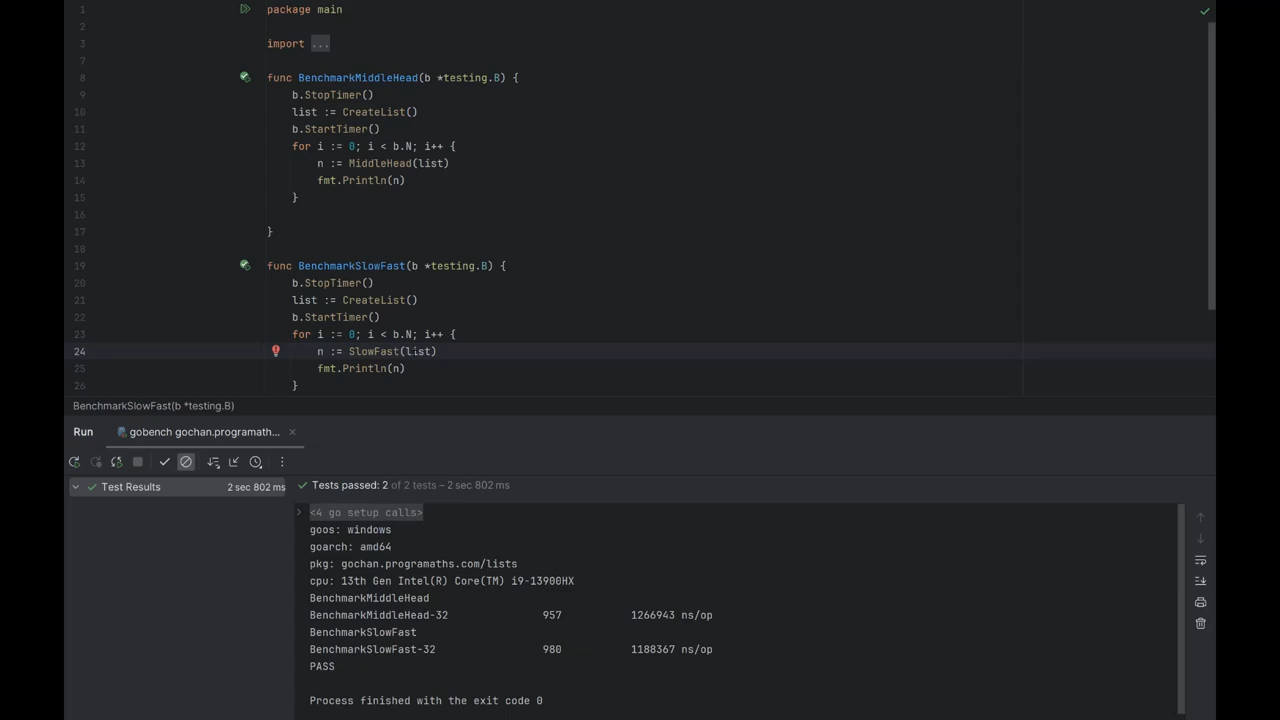 1 package main
2
3 import ...
7
8 func BenchmarkMiddleHead(b *testing.B) {
9 b.StopTimer()
10 list := CreateList()
11 b.StartTimer()
12 for i := 0; i < b.N; i++ {
13 n := MiddleHead(list)
14 fmt.Println(n)
15 }
16
17 }
18
19 func BenchmarkSlowFast(b *testing.B) {
20 b.StopTimer()
21 list := CreateList()
22 b.StartTimer()
23 for i := 0; i < b.N; i++ {
24 n := SlowFast(list)
25 fmt.Println(n)
26 }
BenchmarkSlowFast(b *testing.B)
Run gobench gochan.programath...
Test Results 2 sec 802 ms
Tests passed: 2 of 2 tests – 2 sec 802 ms
<4 go setup calls>
goos: windows
goarch: amd64
pkg: gochan.programaths.com/lists
cpu: 13th Gen Intel(R) Core(TM) i9-13900HX
BenchmarkMiddleHead
BenchmarkMiddleHead-32 957 1266943 ns/op
BenchmarkSlowFast
BenchmarkSlowFast-32 980 1188367 ns/op
PASS
Process finished with the exit code 0